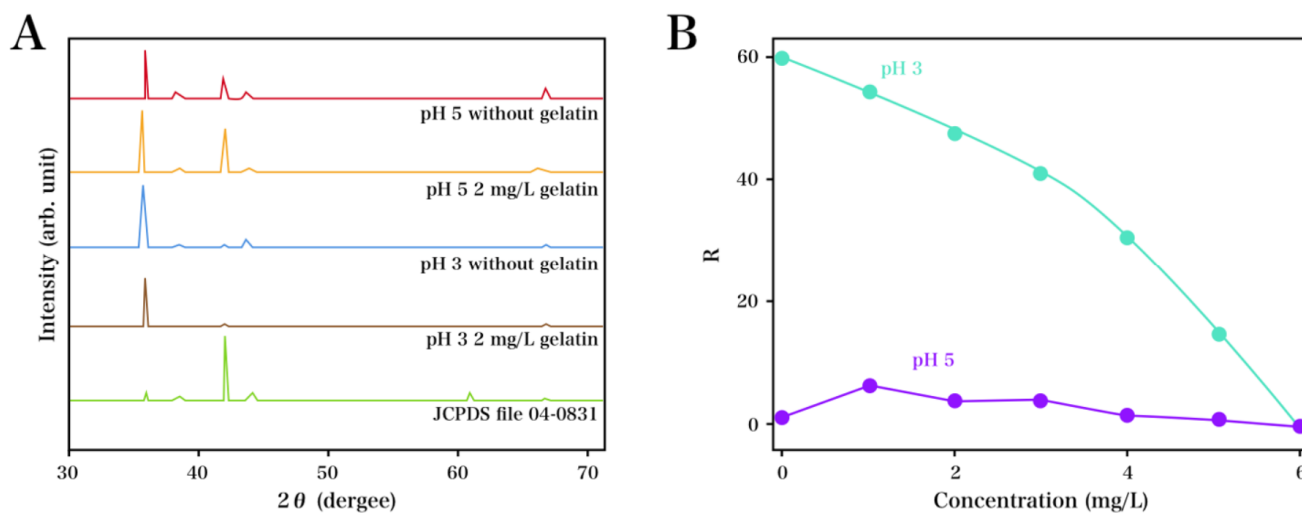 A
Intensity (arb. unit)
pH 5 without gelatin
pH 5 2 mg/L gelatin
pH 3 without gelatin
pH 3 2 mg/L gelatin
JCPDS file 04-0831
30 40 50 60 70
2 θ (dergee)
B
R
60
40
20
0
pH 3
pH 5
0 2 4 6
Concentration (mg/L)